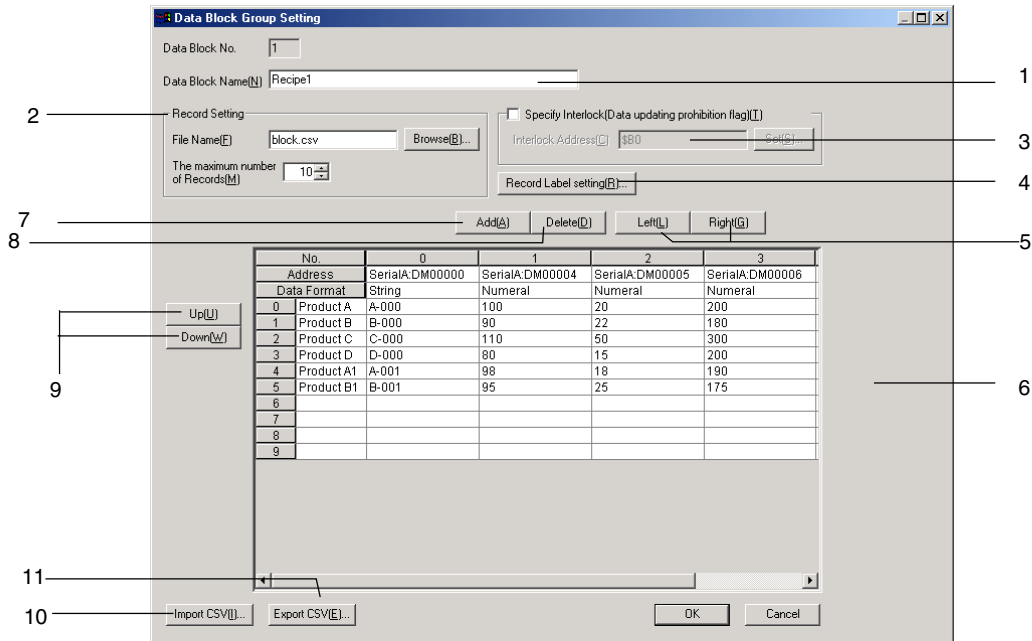 Data Block Group Setting
Data Block No. 1
Data Block Name(N) Recipe1 1
2 Record Setting Specify Interlock(Data updating prohibition flag)(T)
File Name(F) block.csv Browse(B)... Interlock Address(C) $B0 Set(S)... 3
The maximum number of Records(M) 10
Record Label setting(R)... 4
7 Add(A) Delete(D) Left(L) Right(G)
8 5
No. 0 1 2 3
Address SerialA:DM00000 SerialA:DM00004 SerialA:DM00005 SerialA:DM00006
Data Format String Numeral Numeral Numeral
0 Product A A-000 100 20 200
Up(U)
1 Product B B-000 90 22 180
Down(W)
2 Product C C-000 110 50 300
3 Product D D-000 80 15 200
4 Product A1 A-001 98 18 190
9 6
5 Product B1 B-001 95 25 175
6
7
8
9
11
10 Import CSV(I)... Export CSV(E)... OK Cancel